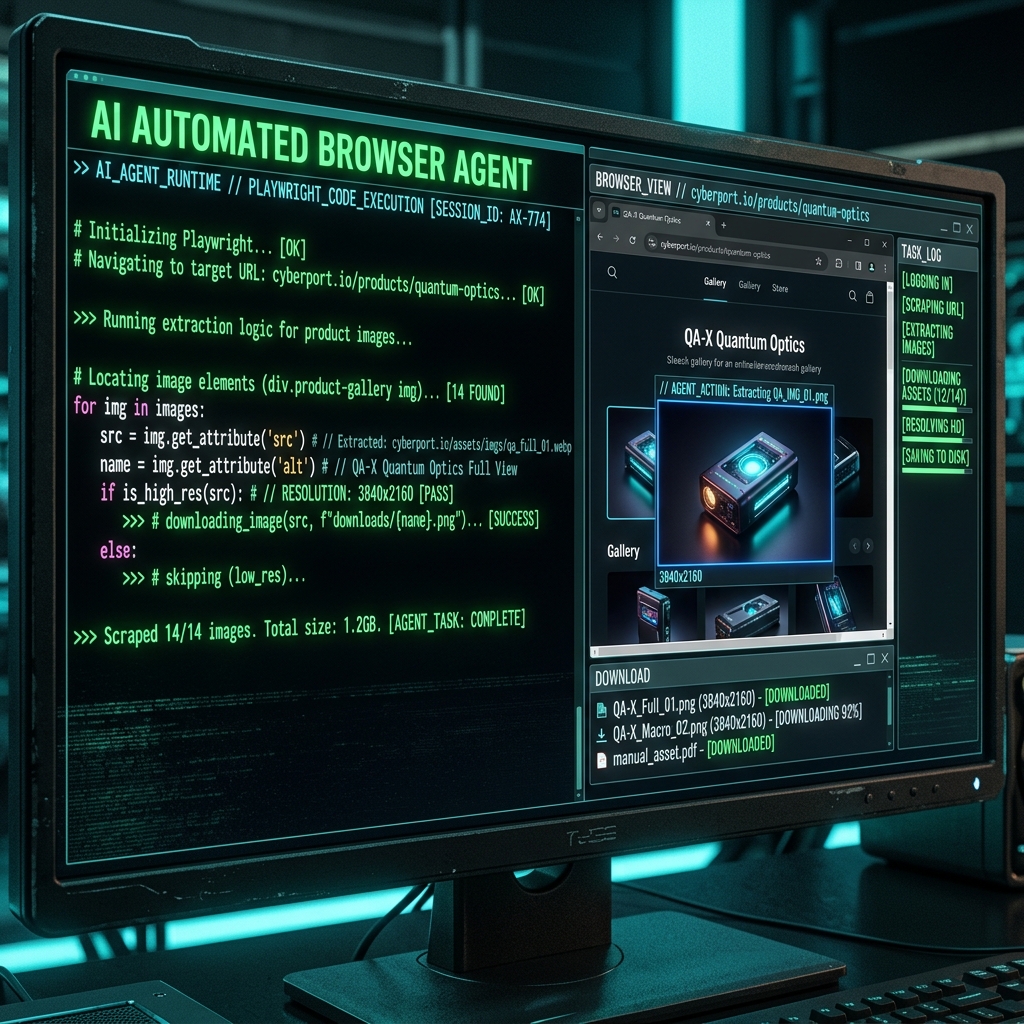 AI AUTOMATED BROWSER AGENT
>> AI_AGENT_RUNTIME // PLAYWRIGHT_CODE_EXECUTION [SESSION_ID: AX-774]
# Initializing Playwright... [OK]
# Navigating to target URL: cyberport.io/products/quantum-optics... [OK]
>>> Running extraction logic for product images...
# Locating image elements (div.product-gallery img)... [14 FOUND]
for img in images:
src = img.get_attribute('src') # // Extracted: cyberport.io/assets/iegs/qa_full_01.webp
name = img.get_attribute('alt') # // QA-X Quantum Optics Full View
if is_high_res(src): # // RESOLUTION: 3840x2160 [PASS]
>>> # downloading_image(src, f"downloads/{name}.png")... [SUCCESS]
else:
>>> # skipping (low_res)...
>>> Scraped 14/14 images. Total size: 1.2GB. [AGENT_TASK: COMPLETE]
BROWSER_VIEW // cyberport.io/products/quantum-optics
Quantum Optics
cyberport.io/products/quantum optics
Gallery Gallery Store
QA-X Quantum Optics
gallery for an gallery
// AGENT_ACTION: Extracting QA_IMG_01.png
Gallery
3840x2160
DOWNLOAD
QA-X_Full_01.png (3840x2160) - [DOWNLOADED]
QA-X_Macro_02.png (3840x2160) - [DOWNLOADING 92%]
manual_asset.pdf - [DOWNLOADED]
TASK_LOG
[LOGGING IN]
[SCRAPING URL]
[EXTRACTING
IMAGES]
[DOWNLOADING
ASSETS (12/14)]
[RESOLVING HD]
[SAVING TO DISK]